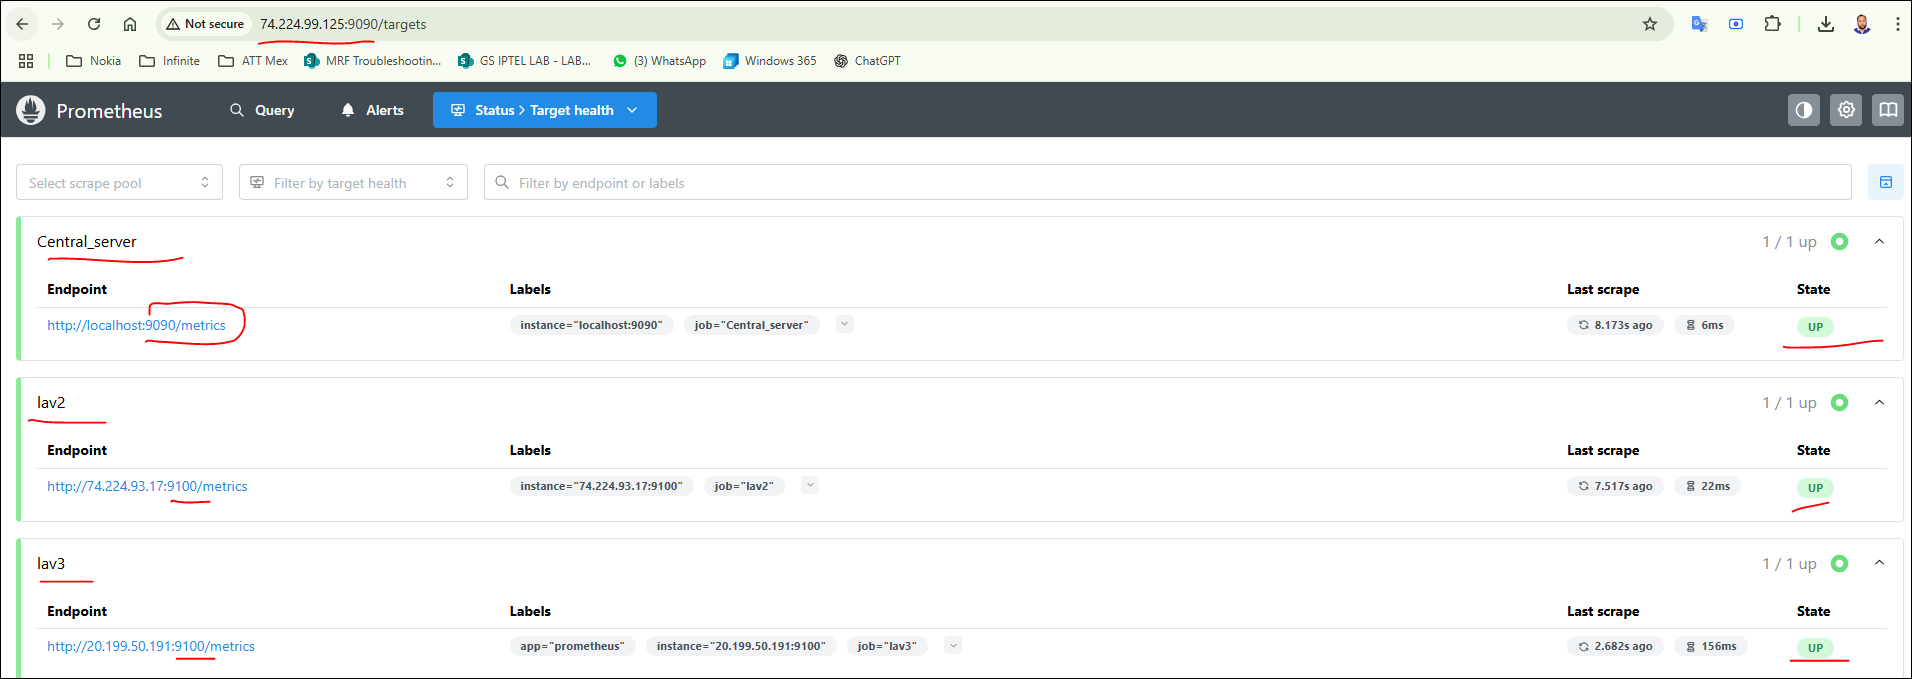 Not secure 74.224.99.125:9090/targets
Nokia Infinite ATT Mex MRF Troubleshootin... GS IPTEL LAB - LAB... (3) WhatsApp Windows 365 ChatGPT
Prometheus Query Alerts Status > Target health
Select scrape pool Filter by target health Filter by endpoint or labels
Central_server 1 / 1 up
Endpoint Labels Last scrape State
http://localhost:9090/metrics instance="localhost:9090" job="Central_server" 8.173s ago 6ms UP
lav2 1 / 1 up
Endpoint Labels Last scrape State
http://74.224.93.17:9100/metrics instance="74.224.93.17:9100" job="lav2" 7.517s ago 22ms UP
lav3 1 / 1 up
Endpoint Labels Last scrape State
http://20.199.50.191:9100/metrics app="prometheus" instance="20.199.50.191:9100" job="lav3" 2.682s ago 156ms UP